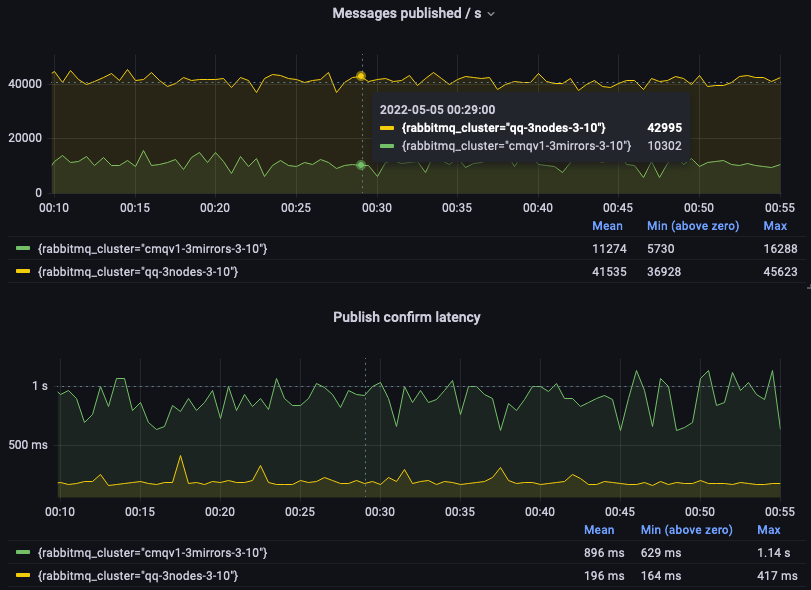 Messages published / s
40000
20000
0
2022-05-05 00:29:00
{rabbitmq_cluster="qq-3nodes-3-10"} 42995
{rabbitmq_cluster="cmqv1-3mirrors-3-10"} 10302
00:10 00:15 00:20 00:25 00:30 00:35 00:40 00:45 00:50 00:55
Mean Min (above zero) Max
{rabbitmq_cluster="cmqv1-3mirrors-3-10"} 11274 5730 16288
{rabbitmq_cluster="qq-3nodes-3-10"} 41535 36928 45623
Publish confirm latency
1 s
500 ms
00:10 00:15 00:20 00:25 00:30 00:35 00:40 00:45 00:50 00:55
Mean Min (above zero) Max
{rabbitmq_cluster="cmqv1-3mirrors-3-10"} 896 ms 629 ms 1.14 s
{rabbitmq_cluster="qq-3nodes-3-10"} 196 ms 164 ms 417 ms